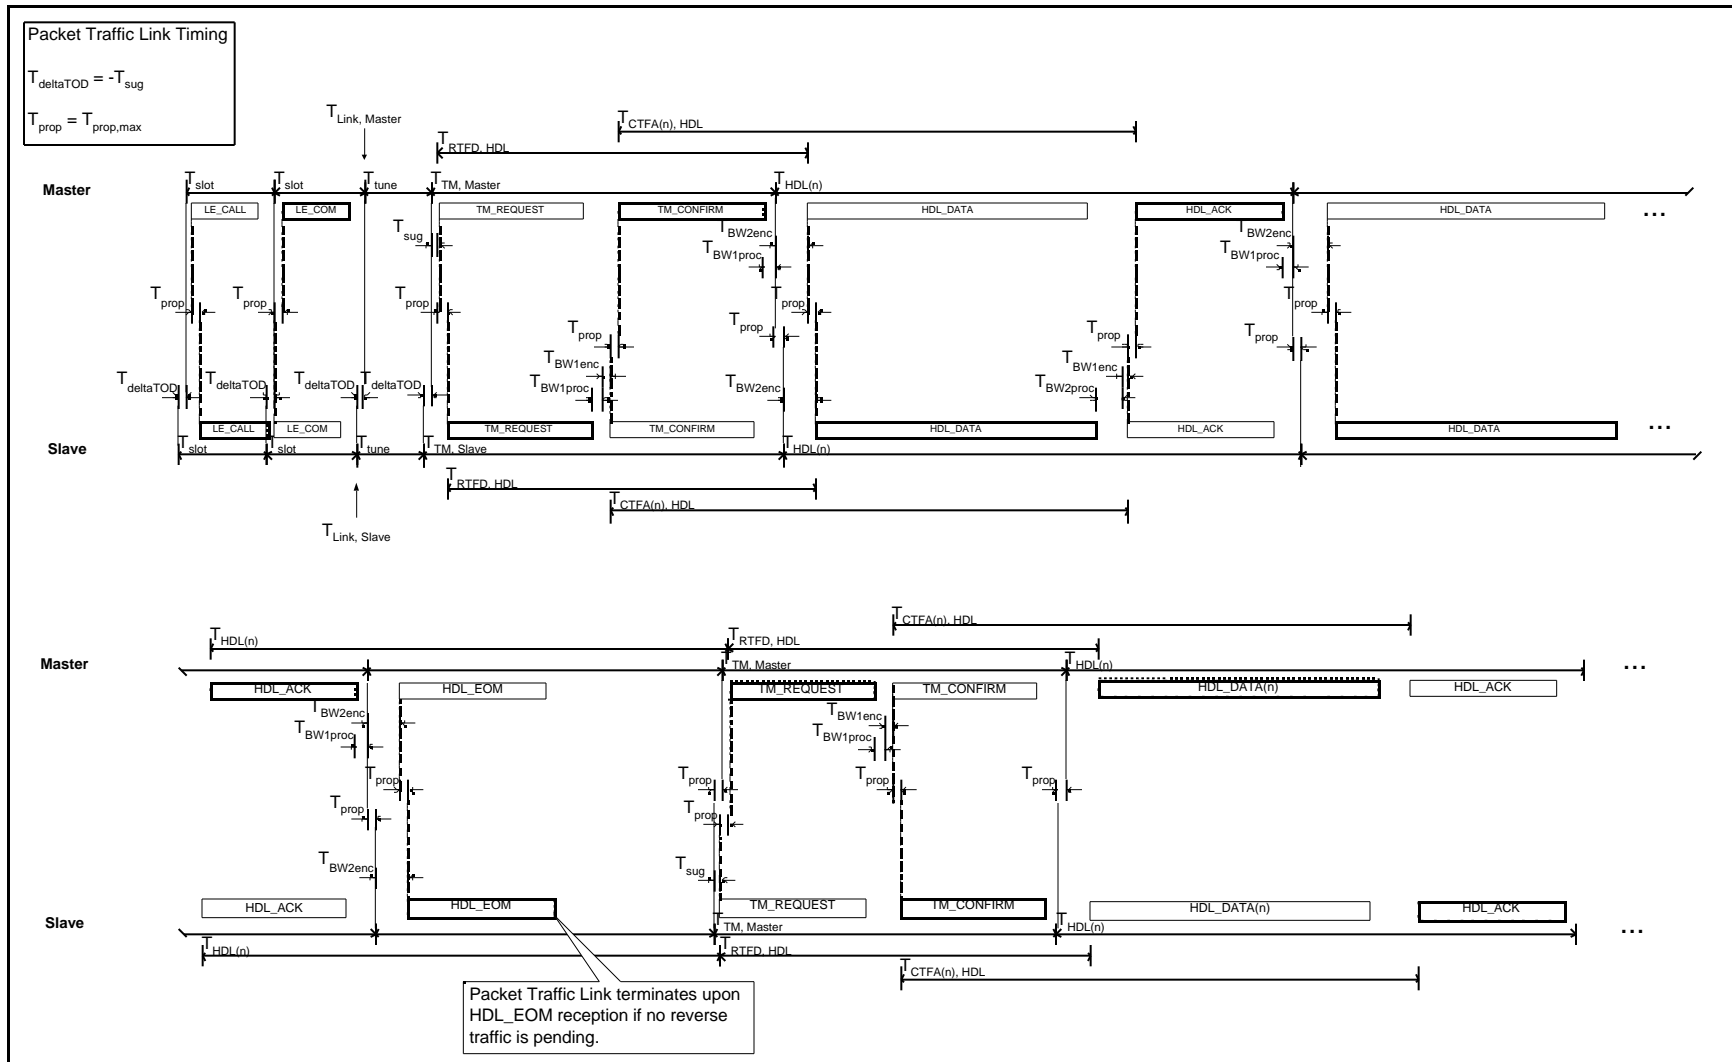 Packet Traffic Link Timing
T deltaTOD = -T sug
T prop = T prop,max
T Link, Master
T CTFA(n), HDL
T RTFD, HDL
Master
T slot T slot T tune T TM, Master T HDL(n) T
LE_CALL LE_COM TM_REQUEST TM_CONFIRM HDL_DATA HDL_ACK HDL_DATA ...
T sug T BW2enc T BW2enc
T BW1proc T BW1proc
T prop T prop T prop T prop T prop
T prop T prop T prop T prop
T BW1enc T BW1enc
T deltaTOD T deltaTOD T deltaTOD T deltaTOD T BW1proc T BW2enc T BW2proc
LE_CALL LE_COM TM_REQUEST TM_CONFIRM HDL_DATA HDL_ACK HDL_DATA ...
Slave
T slot T slot T tune T TM, Slave T HDL(n) T
T RTFD, HDL
T CTFA(n), HDL
T Link, Slave
T CTFA(n), HDL
T HDL(n) T RTFD, HDL
Master
T TM, Master T HDL(n) ...
HDL_ACK HDL_EOM TM_REQUEST TM_CONFIRM HDL_DATA(n) HDL_ACK
T BW2enc T BW1enc
T BW1proc T BW1proc
T prop T prop T prop T prop
T prop T prop
T BW2enc T sug
HDL_ACK HDL_EOM TM_REQUEST TM_CONFIRM HDL_DATA(n) HDL_ACK
Slave
T TM, Master T HDL(n) ...
T HDL(n) T RTFD, HDL
T CTFA(n), HDL
Packet Traffic Link terminates upon
HDL_EOM reception if no reverse
traffic is pending.